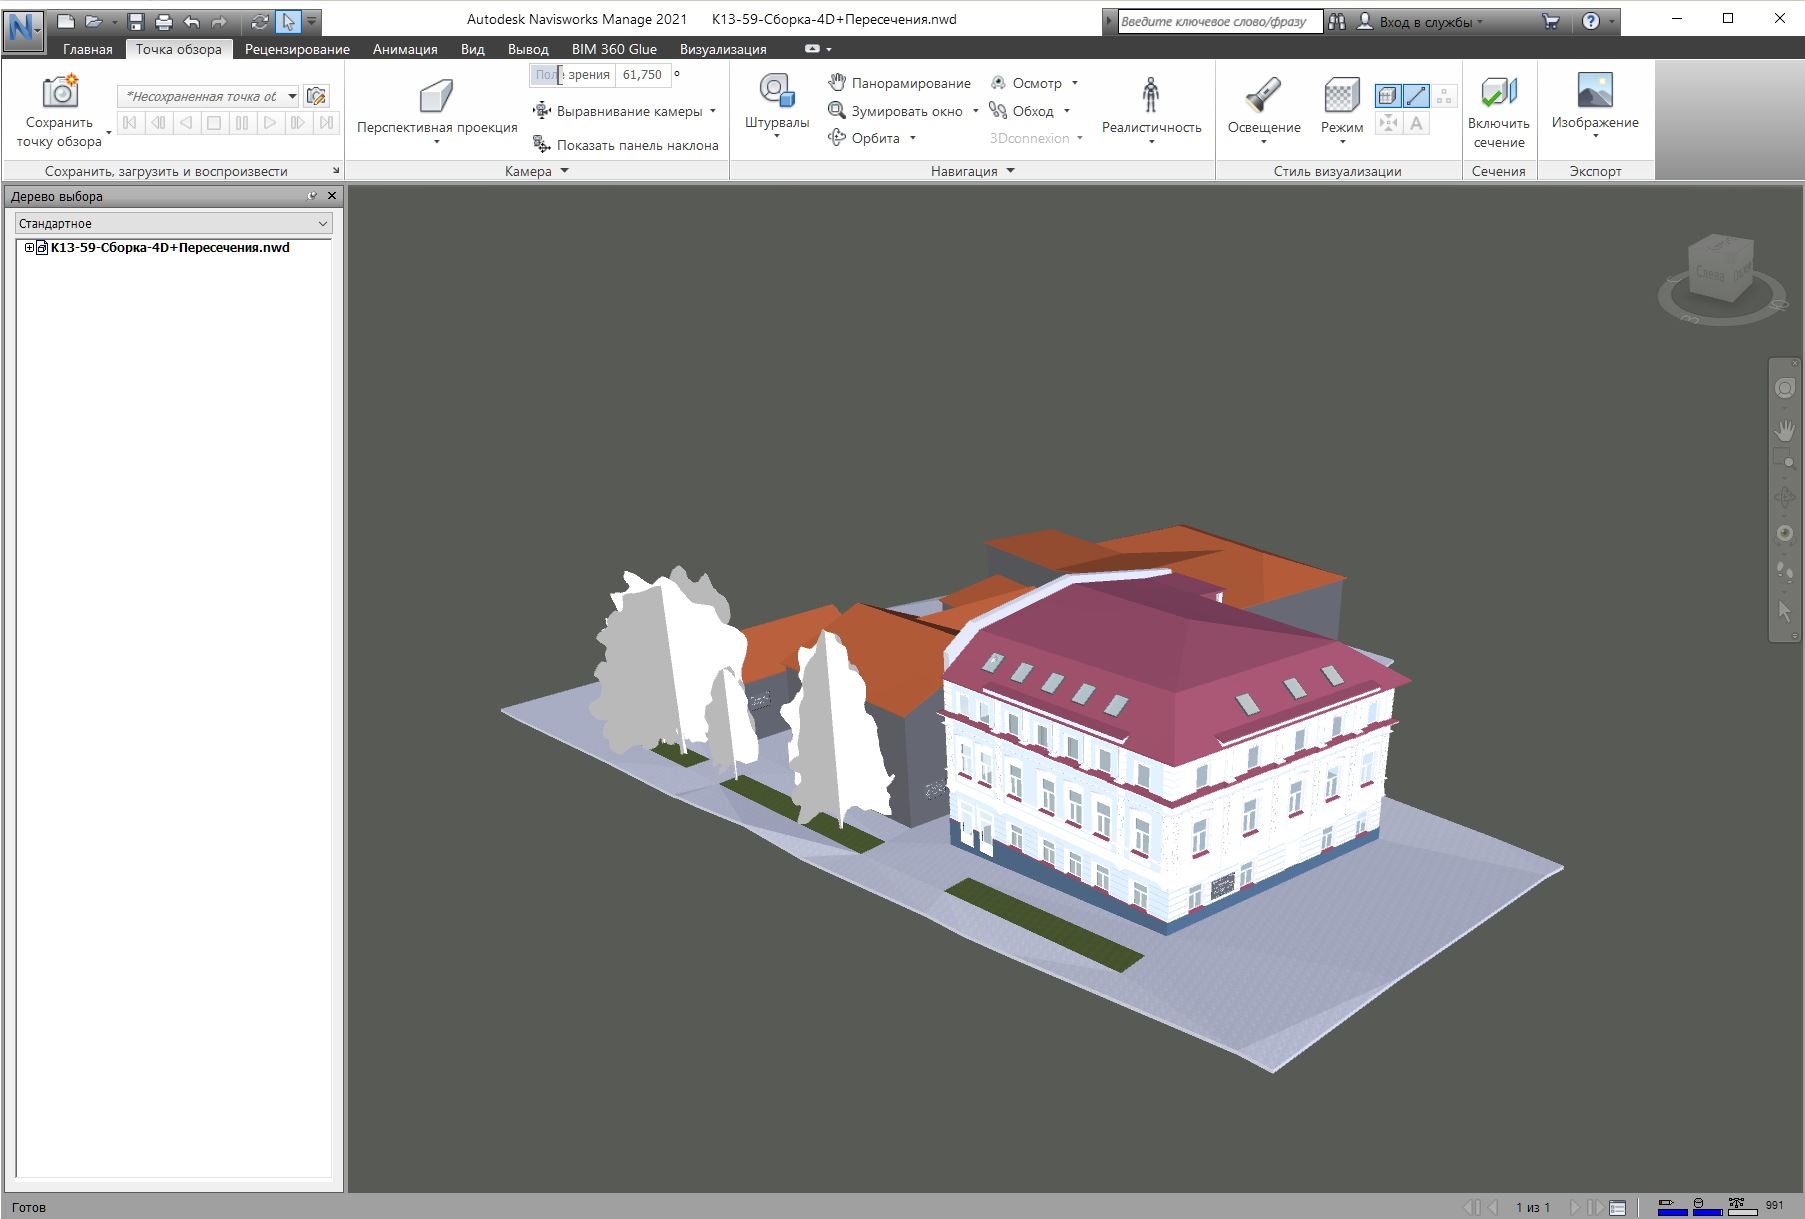 Autodesk Navisworks Manage 2021 K13-59-Сборка-4D+Пересечения.nwd
Введите ключевое слово/фразу
Вход в службы
Главная Точка обзора Рецензирование Анимация Вид Вывод BIM 360 Glue Визуализация
Сохранить
точку обзора
*Несохраненная точка об
Перспективная проекция
Поле зрения 61,750 °
Выравнивание камеры
Показать панель наклона
Штурвалы
Панорамирование
Зумировать окно
Орбита
Осмотр
Обход
3Dconnexion
Реалистичность
Освещение
Режим
A
Включить
сечение
Изображение
Сохранить, загрузить и воспроизвести Камера Навигация Стиль визуализации Сечения Экспорт
Дерево выбора
Стандартное
K13-59-Сборка-4D+Пересечения.nwd
Слева
Готов
1 из 1
991